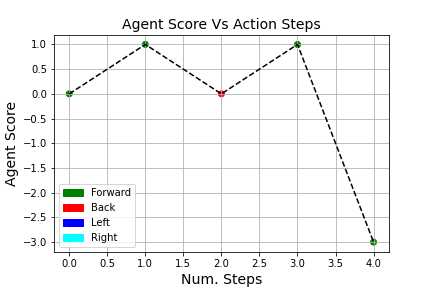 Agent Score Vs Action Steps
Agent Score
1.0
0.5
0.0
−0.5
−1.0
−1.5
−2.0
−2.5
−3.0
Forward
Back
Left
Right
0.0 0.5 1.0 1.5 2.0 2.5 3.0 3.5 4.0
Num. Steps